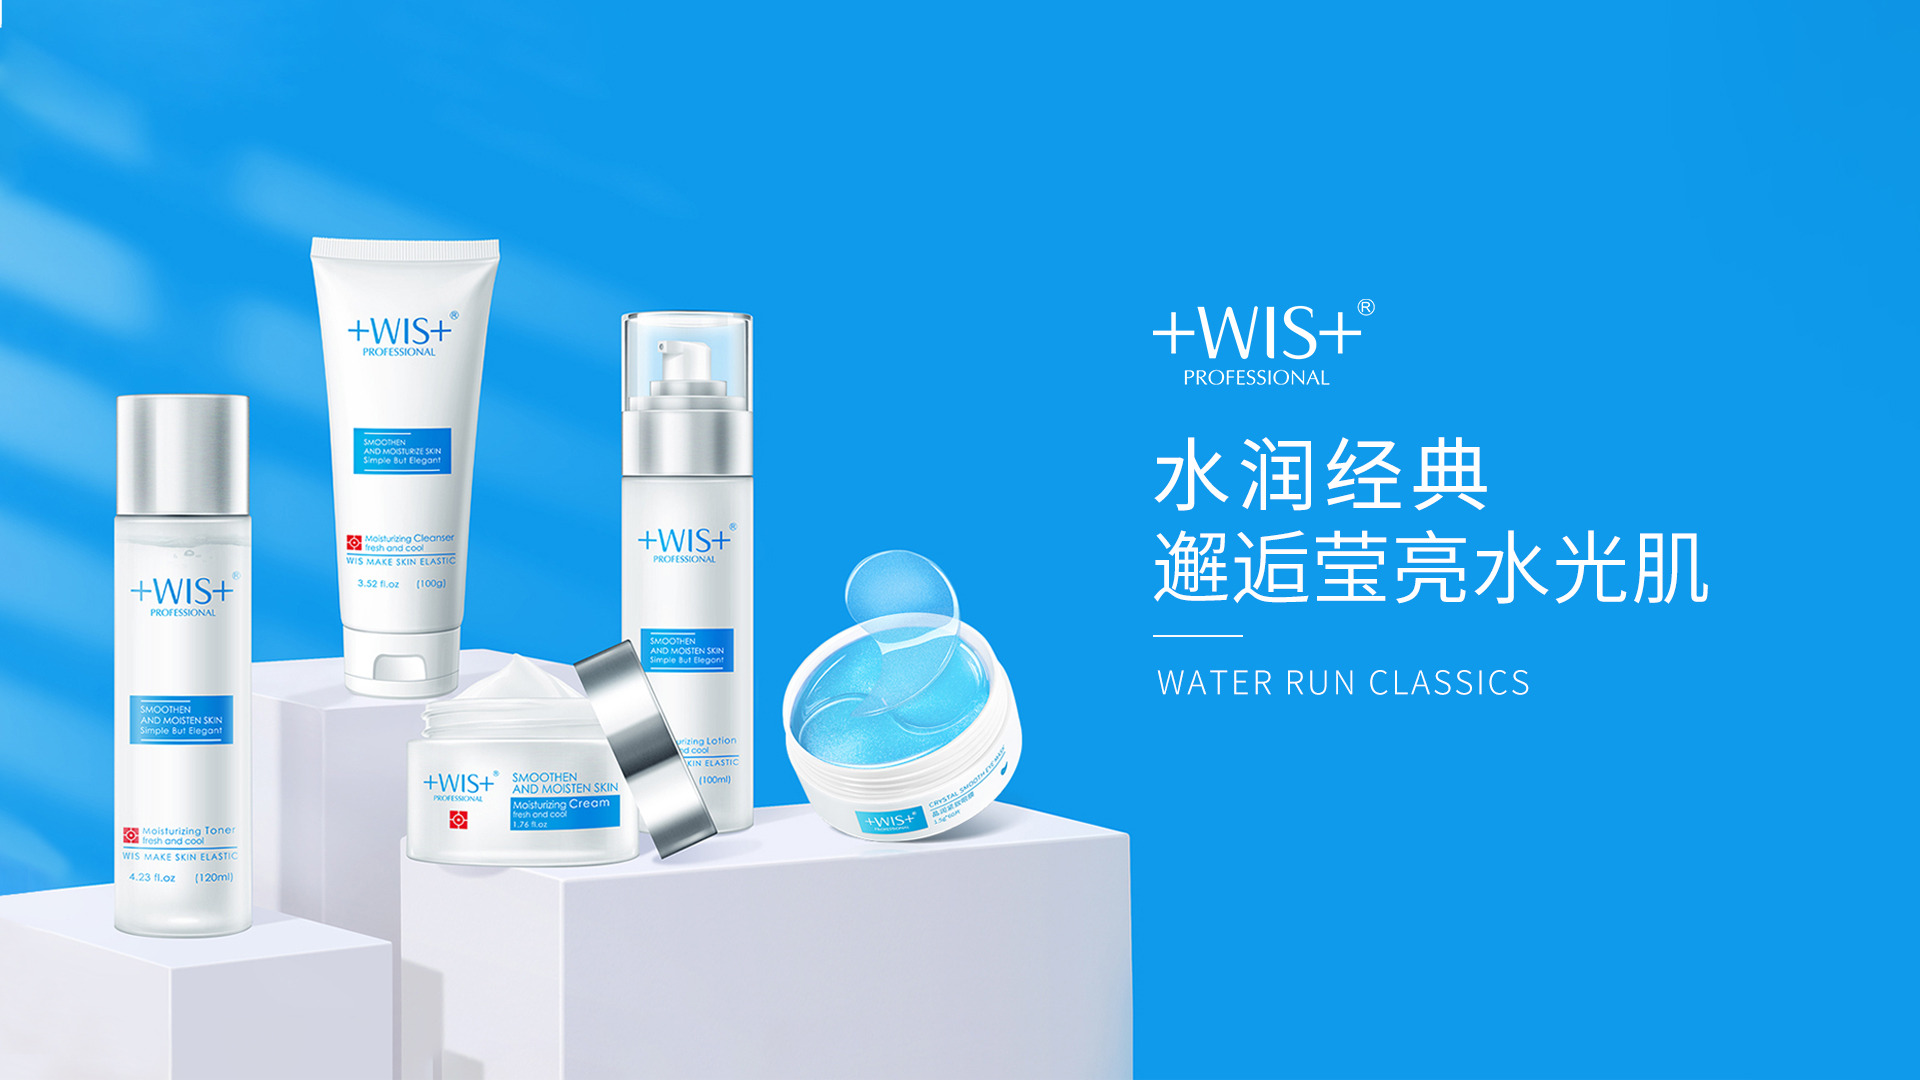 +WIS+®
PROFESSIONAL
水润经典
邂逅莹亮水光肌
WATER RUN CLASSICS
+WIS+®
PROFESSIONAL
SMOOTHEN
AND MOISTURIZE SKIN
Simple But Elegant
Moisturizing Cleanser
fresh and cool
WIS MAKE SKIN ELASTIC
3.52 fl.oz (100g)
+WIS+®
PROFESSIONAL
SMOOTHEN
AND MOISTEN SKIN
Simple But Elegant
Moisturizing Toner
fresh and cool
WIS MAKE SKIN ELASTIC
4.23 fl.oz (120ml)
+WIS+®
PROFESSIONAL
SMOOTHEN
AND MOISTEN SKIN
Moisturizing Cream
fresh and cool
1.76 fl.oz
+WIS+®
PROFESSIONAL
SMOOTHEN
AND MOISTEN SKIN
Simple But Elegant
Lotion
cool
ELASTIC
(100ml)
+WIS+®
CRYSTAL SMOOTH EYE MASK